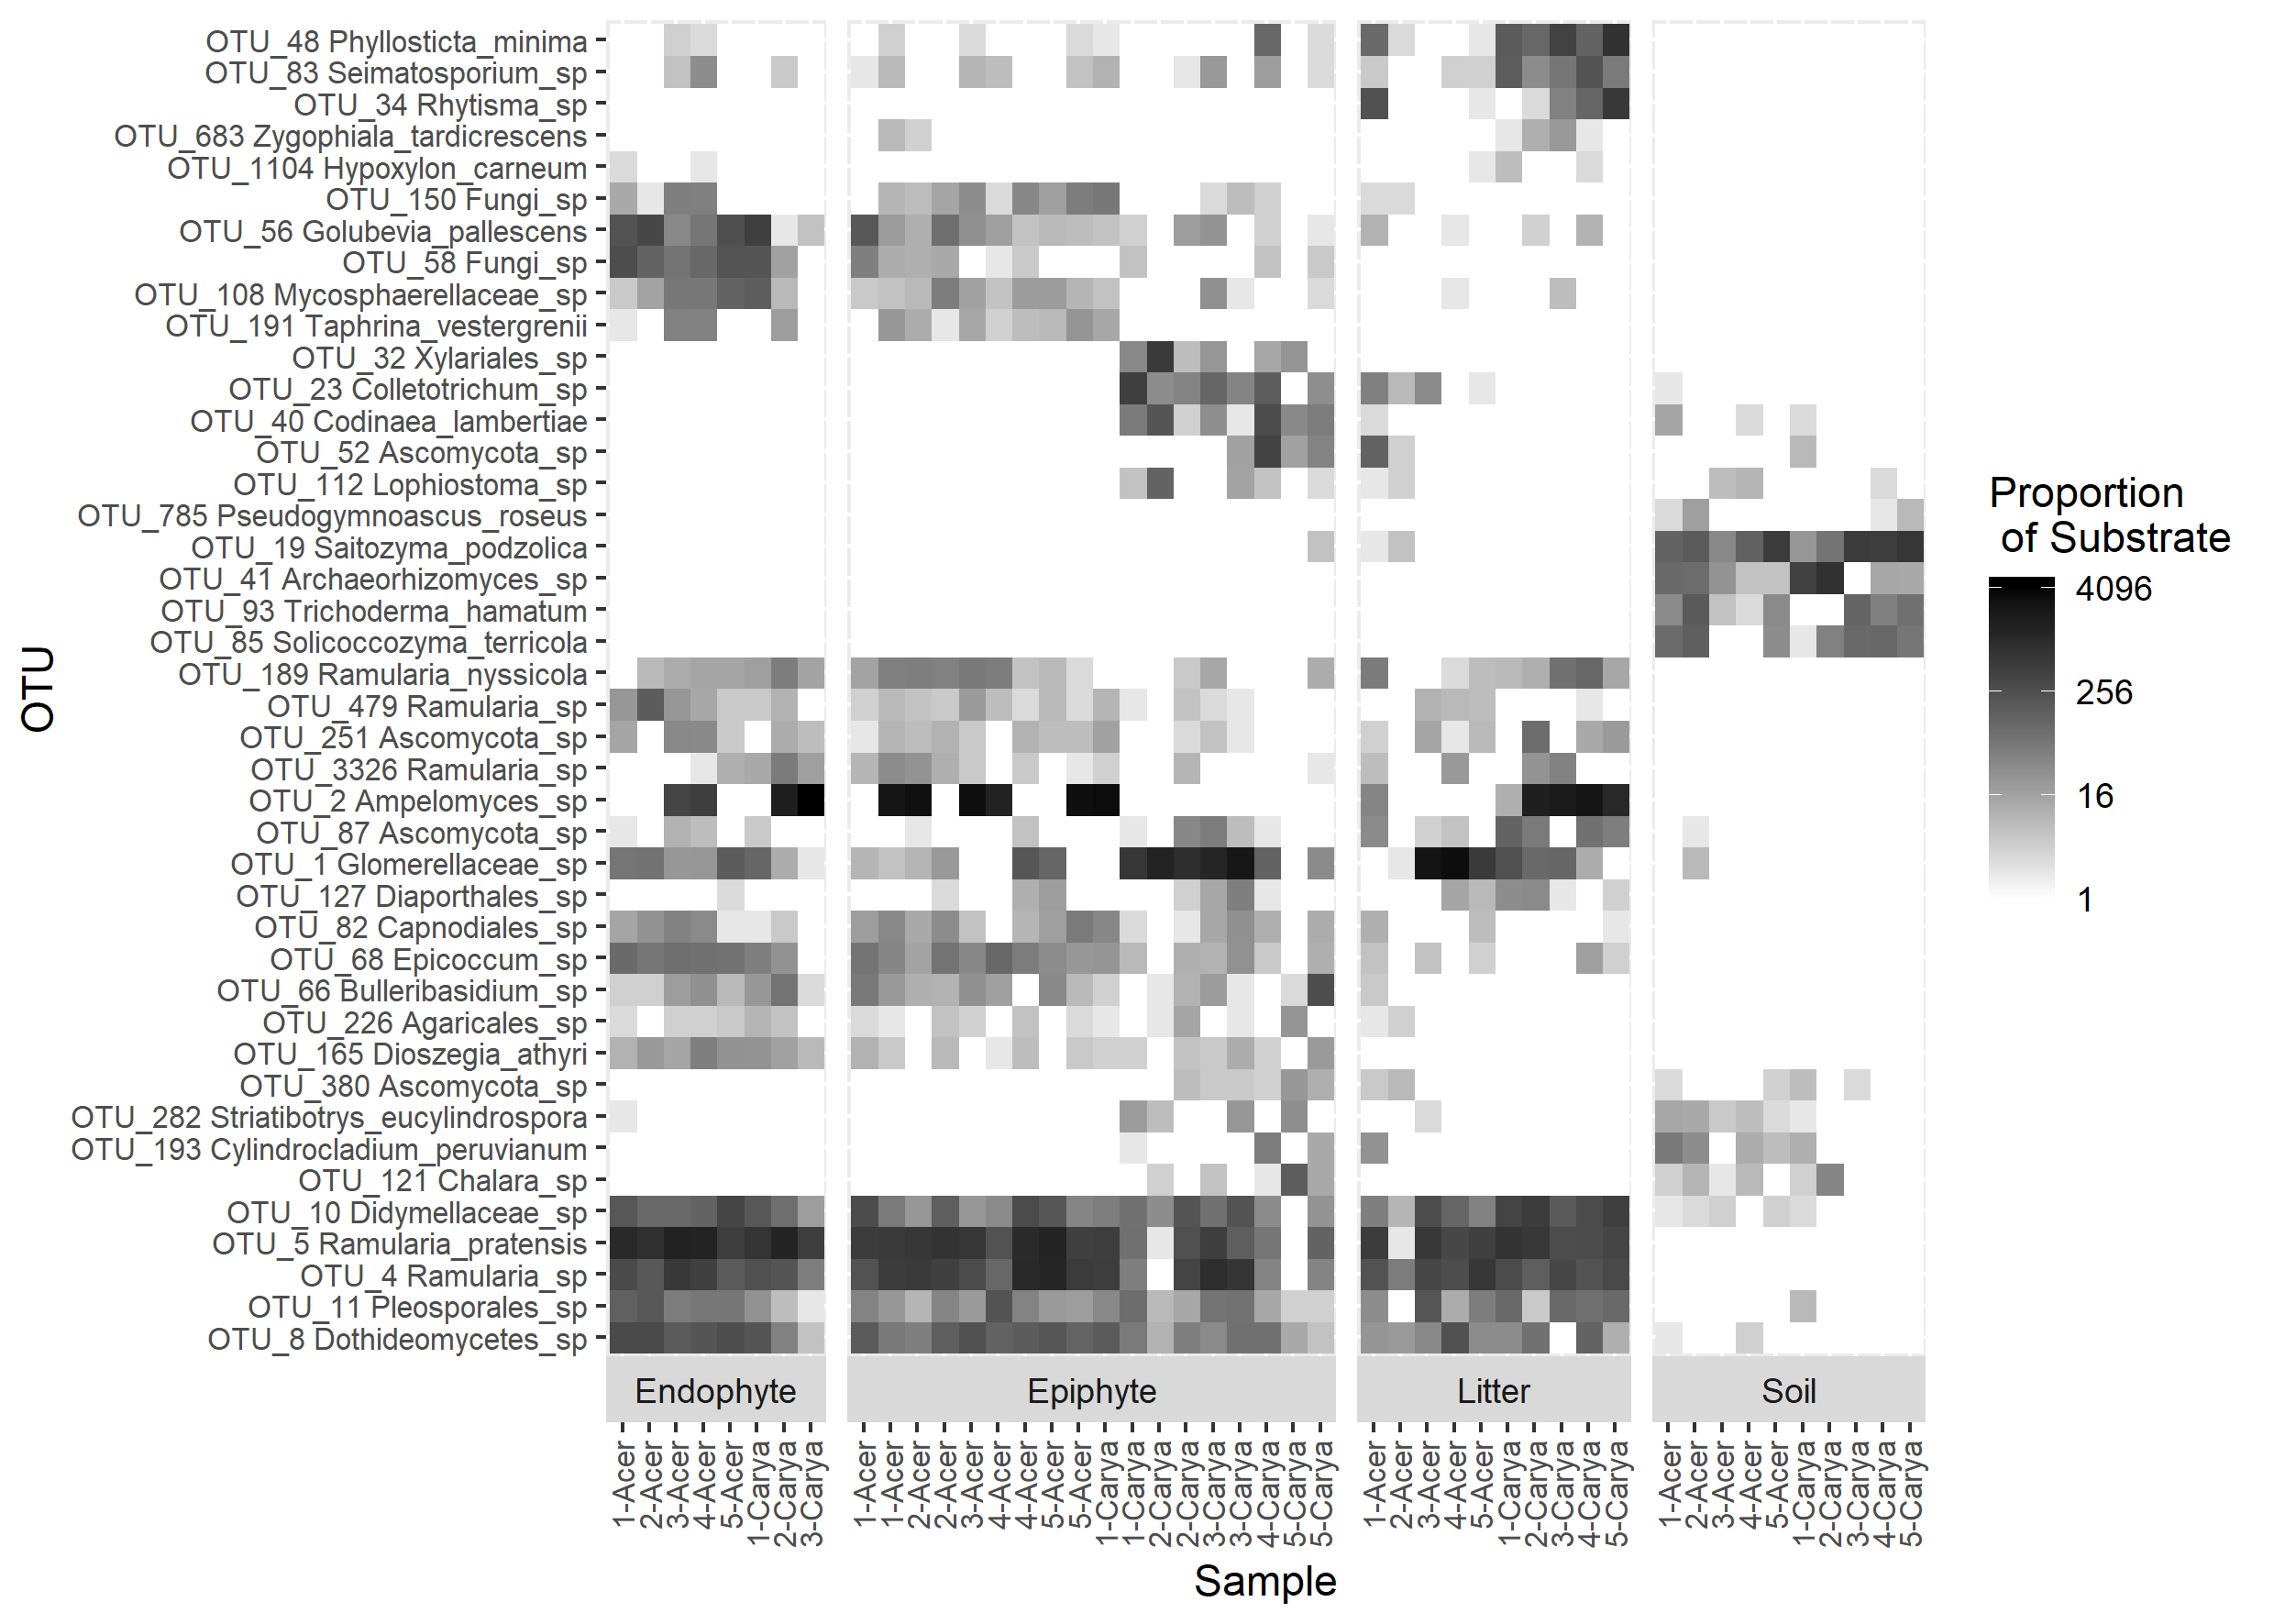 OTU_48 Phyllosticta_minima
OTU_83 Seimatosporium_sp
OTU_34 Rhytisma_sp
OTU_683 Zygophiala_tardicrescens
OTU_1104 Hypoxylon_carneum
OTU_150 Fungi_sp
OTU_56 Golubevia_pallescens
OTU_58 Fungi_sp
OTU_108 Mycosphaerellaceae_sp
OTU_191 Taphrina_vestergrenii
OTU_32 Xylariales_sp
OTU_23 Colletotrichum_sp
OTU_40 Codinaea_lambertiae
OTU_52 Ascomycota_sp
OTU_112 Lophiostoma_sp
OTU_785 Pseudogymnoascus_roseus
OTU_19 Saitozyma_podzolica
OTU_41 Archaeorhizomyces_sp
OTU_93 Trichoderma_hamatum
OTU_85 Solicoccozyma_terricola
OTU_189 Ramularia_nyssicola
OTU_479 Ramularia_sp
OTU_251 Ascomycota_sp
OTU_3326 Ramularia_sp
OTU_2 Ampelomyces_sp
OTU_87 Ascomycota_sp
OTU_1 Glomerellaceae_sp
OTU_127 Diaporthales_sp
OTU_82 Capnodiales_sp
OTU_68 Epicoccum_sp
OTU_66 Bulleribasidium_sp
OTU_226 Agaricales_sp
OTU_165 Dioszegia_athyri
OTU_380 Ascomycota_sp
OTU_282 Striatibotrys_eucylindrospora
OTU_193 Cylindrocladium_peruvianum
OTU_121 Chalara_sp
OTU_10 Didymellaceae_sp
OTU_5 Ramularia_pratensis
OTU_4 Ramularia_sp
OTU_11 Pleosporales_sp
OTU_8 Dothideomycetes_sp
OTU
Endophyte
Epiphyte
Litter
Soil
1-Acer
2-Acer
3-Acer
4-Acer
5-Acer
1-Carya
2-Carya
3-Carya
1-Acer
1-Acer
2-Acer
2-Acer
3-Acer
4-Acer
5-Acer
5-Acer
1-Carya
1-Carya
2-Carya
2-Carya
3-Carya
3-Carya
4-Carya
5-Carya
5-Carya
1-Acer
2-Acer
3-Acer
4-Acer
5-Acer
1-Carya
2-Carya
3-Carya
4-Carya
5-Carya
1-Acer
2-Acer
3-Acer
4-Acer
5-Acer
1-Carya
2-Carya
3-Carya
4-Carya
5-Carya
Sample
Proportion
of Substrate
4096
256
16
1